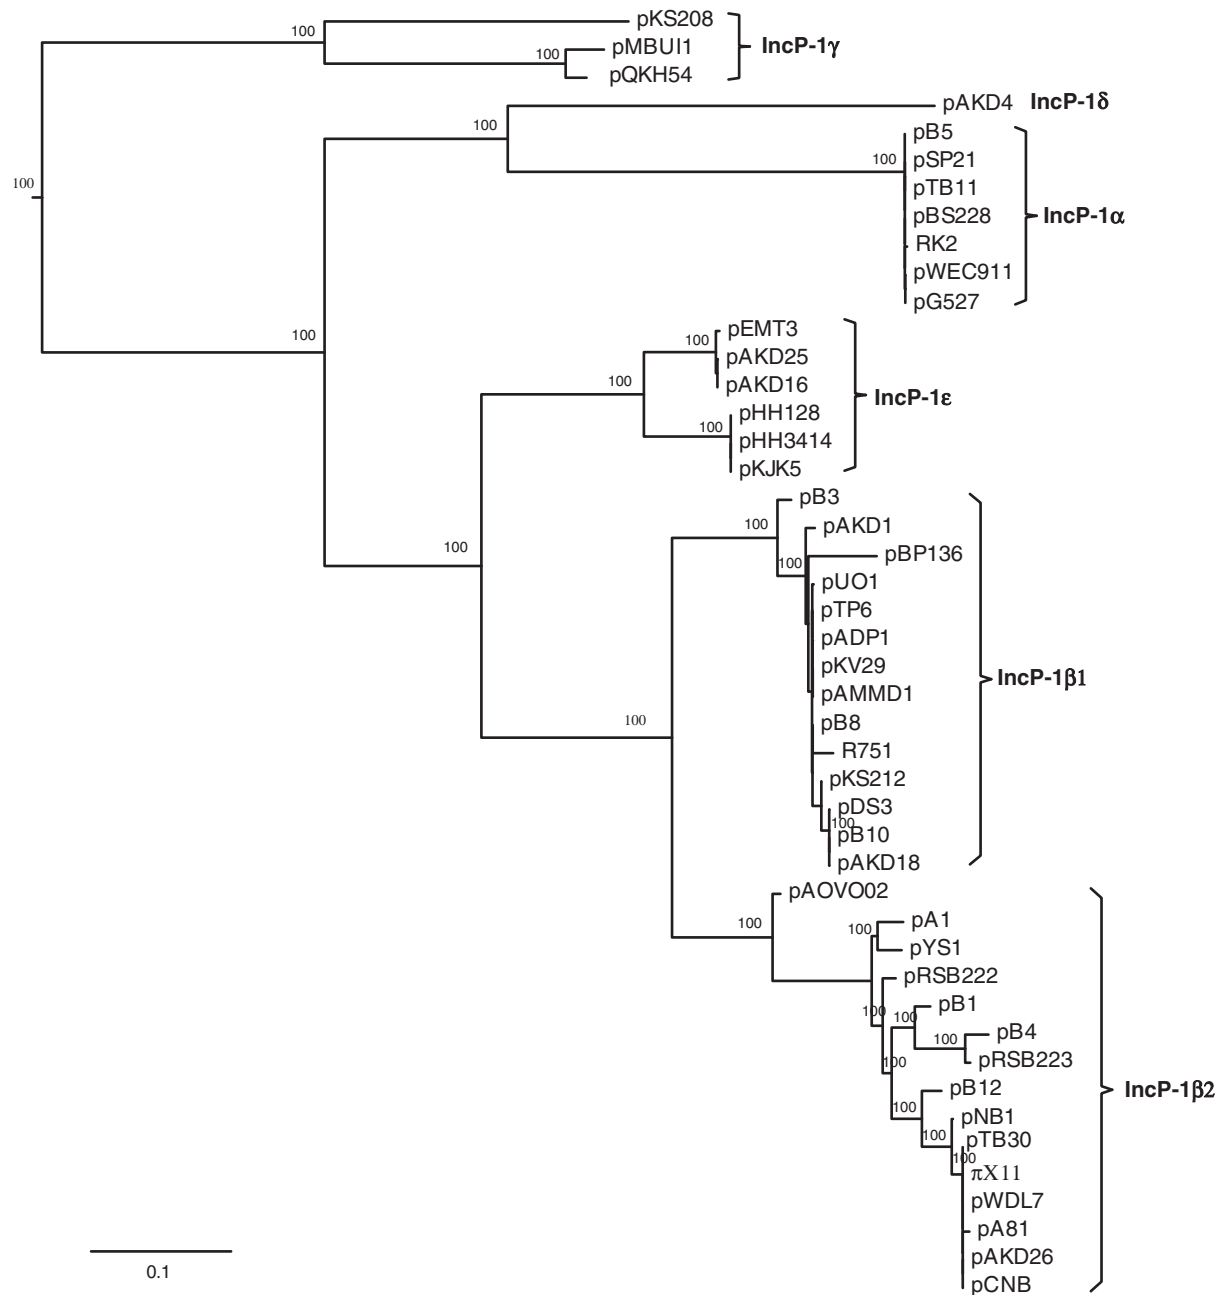 pKS208
100
pMBUI1
IncP-1γ
100
pQKH54
pAKD4 IncP-1δ
100
pB5
100
pSP21
100
pTB11
pBS228
IncP-1α
RK2
pWEC911
pG527
100
pEMT3
100
pAKD25
100
pAKD16
IncP-1ε
pHH128
100
pHH3414
pKJK5
pB3
100
pAKD1
100
pBP136
100
pUO1
pTP6
pADP1
pKV29
IncP-1β1
pAMMD1
100
pB8
R751
pKS212
pDS3
100
pB10
pAKD18
pAOVO02
100
pA1
100
pYS1
pRSB222
100
pB1
100
pB4
100
pRSB223
100
pB12
IncP-1β2
100
pNB1
100
pTB30
100
πX11
pWDL7
pA81
pAKD26
0.1
pCNB